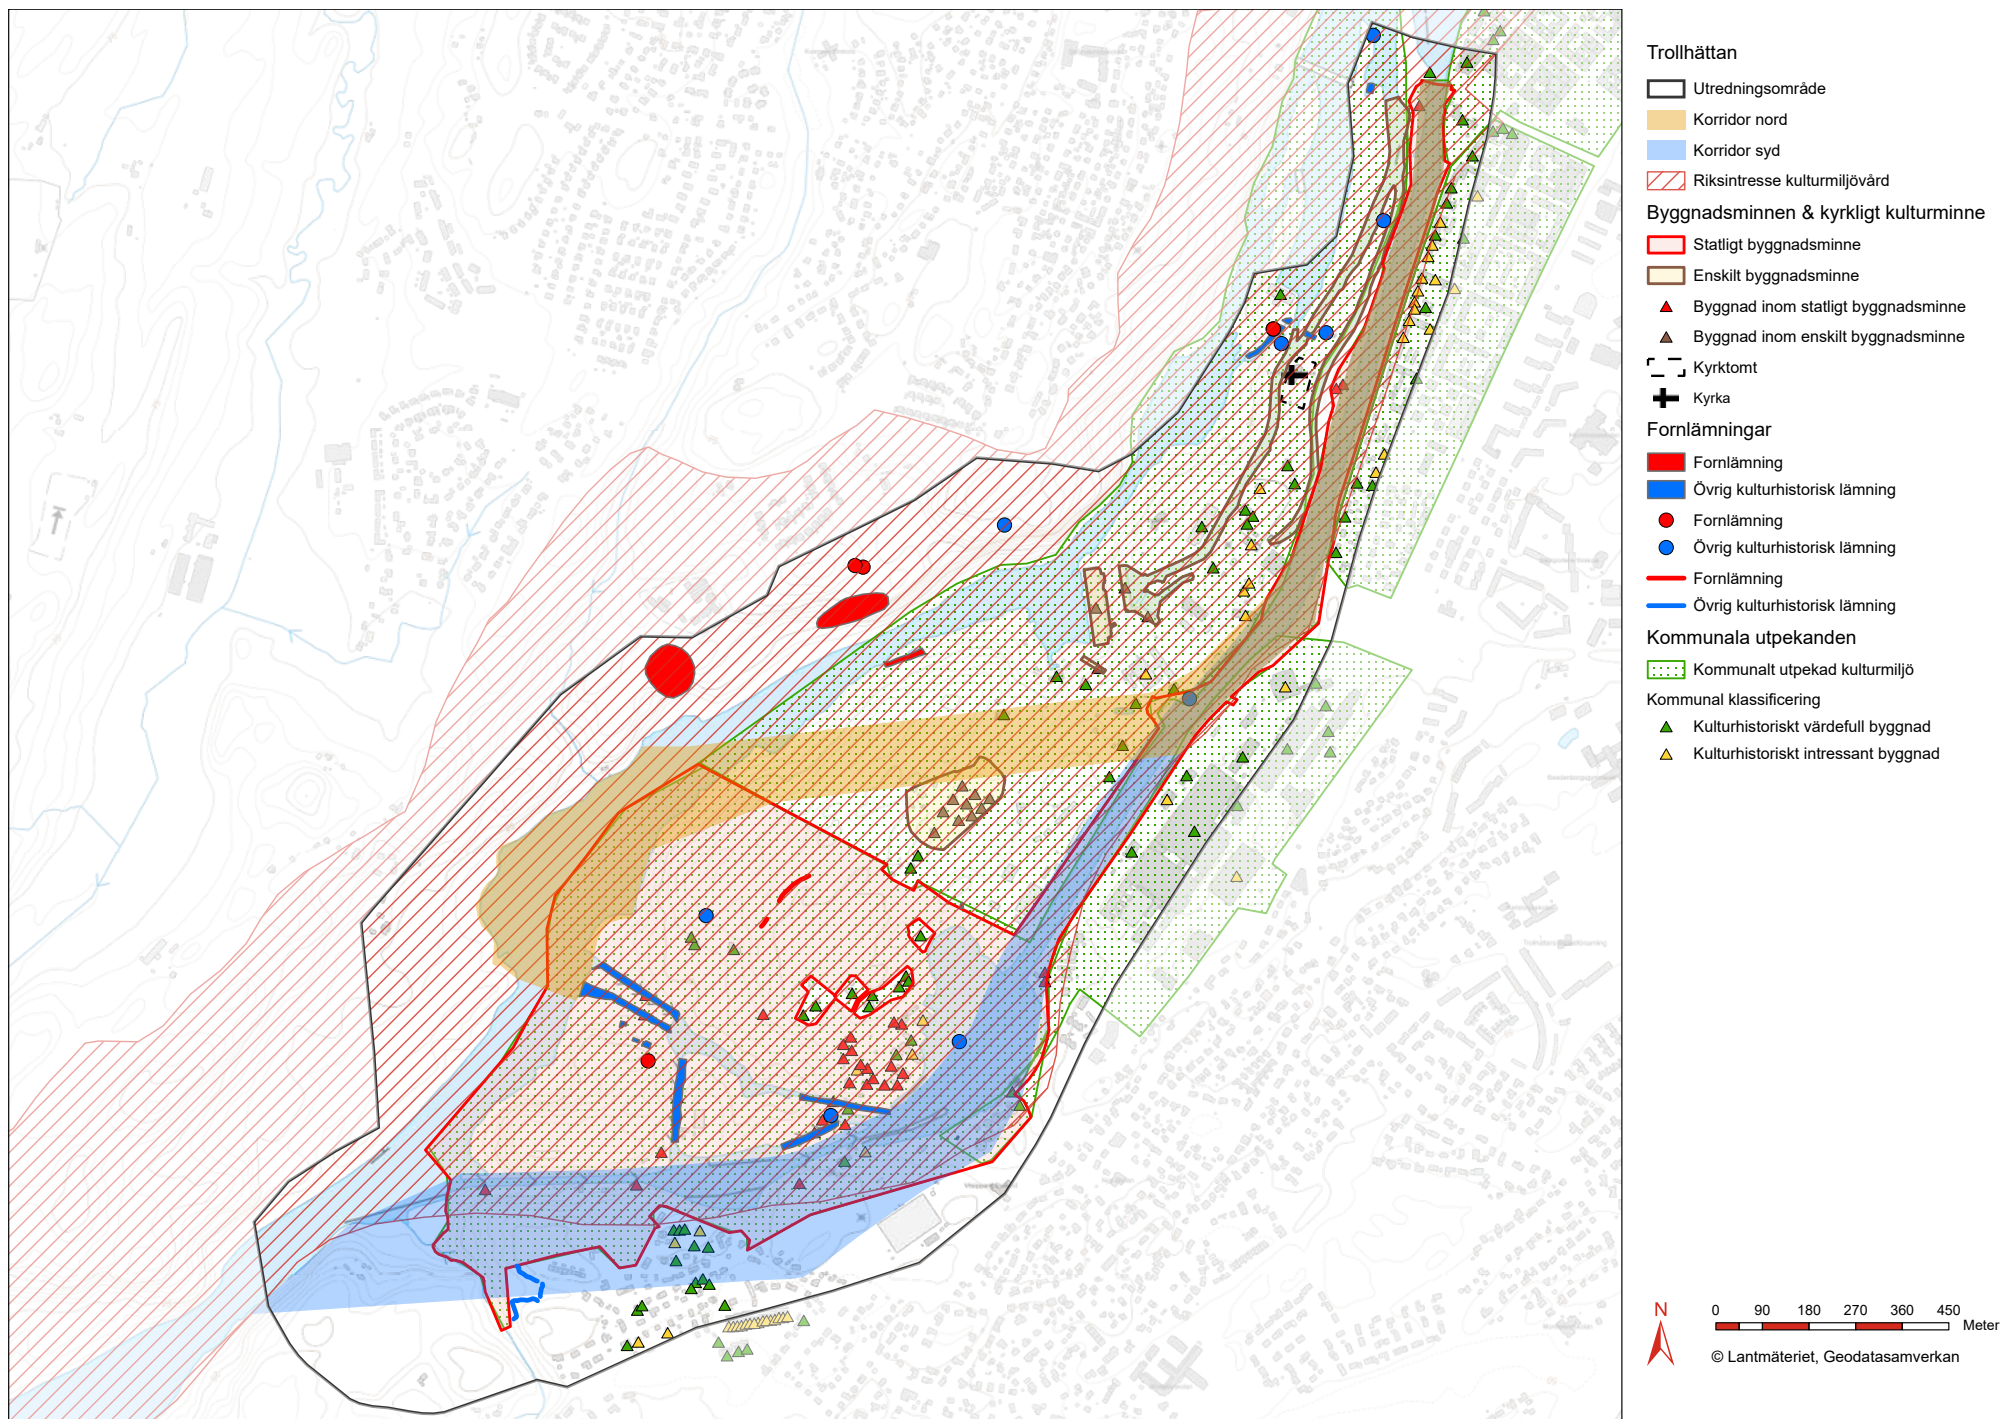 Trollhättan
Utredningsområde
Korridor nord
Korridor syd
Riksintresse kulturmiljövård
Byggnadsminnen & kyrkligt kulturminne
Statligt byggnadsminne
Enskilt byggnadsminne
Byggnad inom statligt byggnadsminne
Byggnad inom enskilt byggnadsminne
Kyrktomt
Kyrka
Fornlämningar
Fornlämning
Övrig kulturhistorisk lämning
Fornlämning
Övrig kulturhistorisk lämning
Fornlämning
Övrig kulturhistorisk lämning
Kommunala utpekanden
Kommunalt utpekad kulturmiljö
Kommunal klassificering
Kulturhistoriskt värdefull byggnad
Kulturhistoriskt intressant byggnad
N
0 90 180 270 360 450
Meter
© Lantmäteriet, Geodatasamverkan